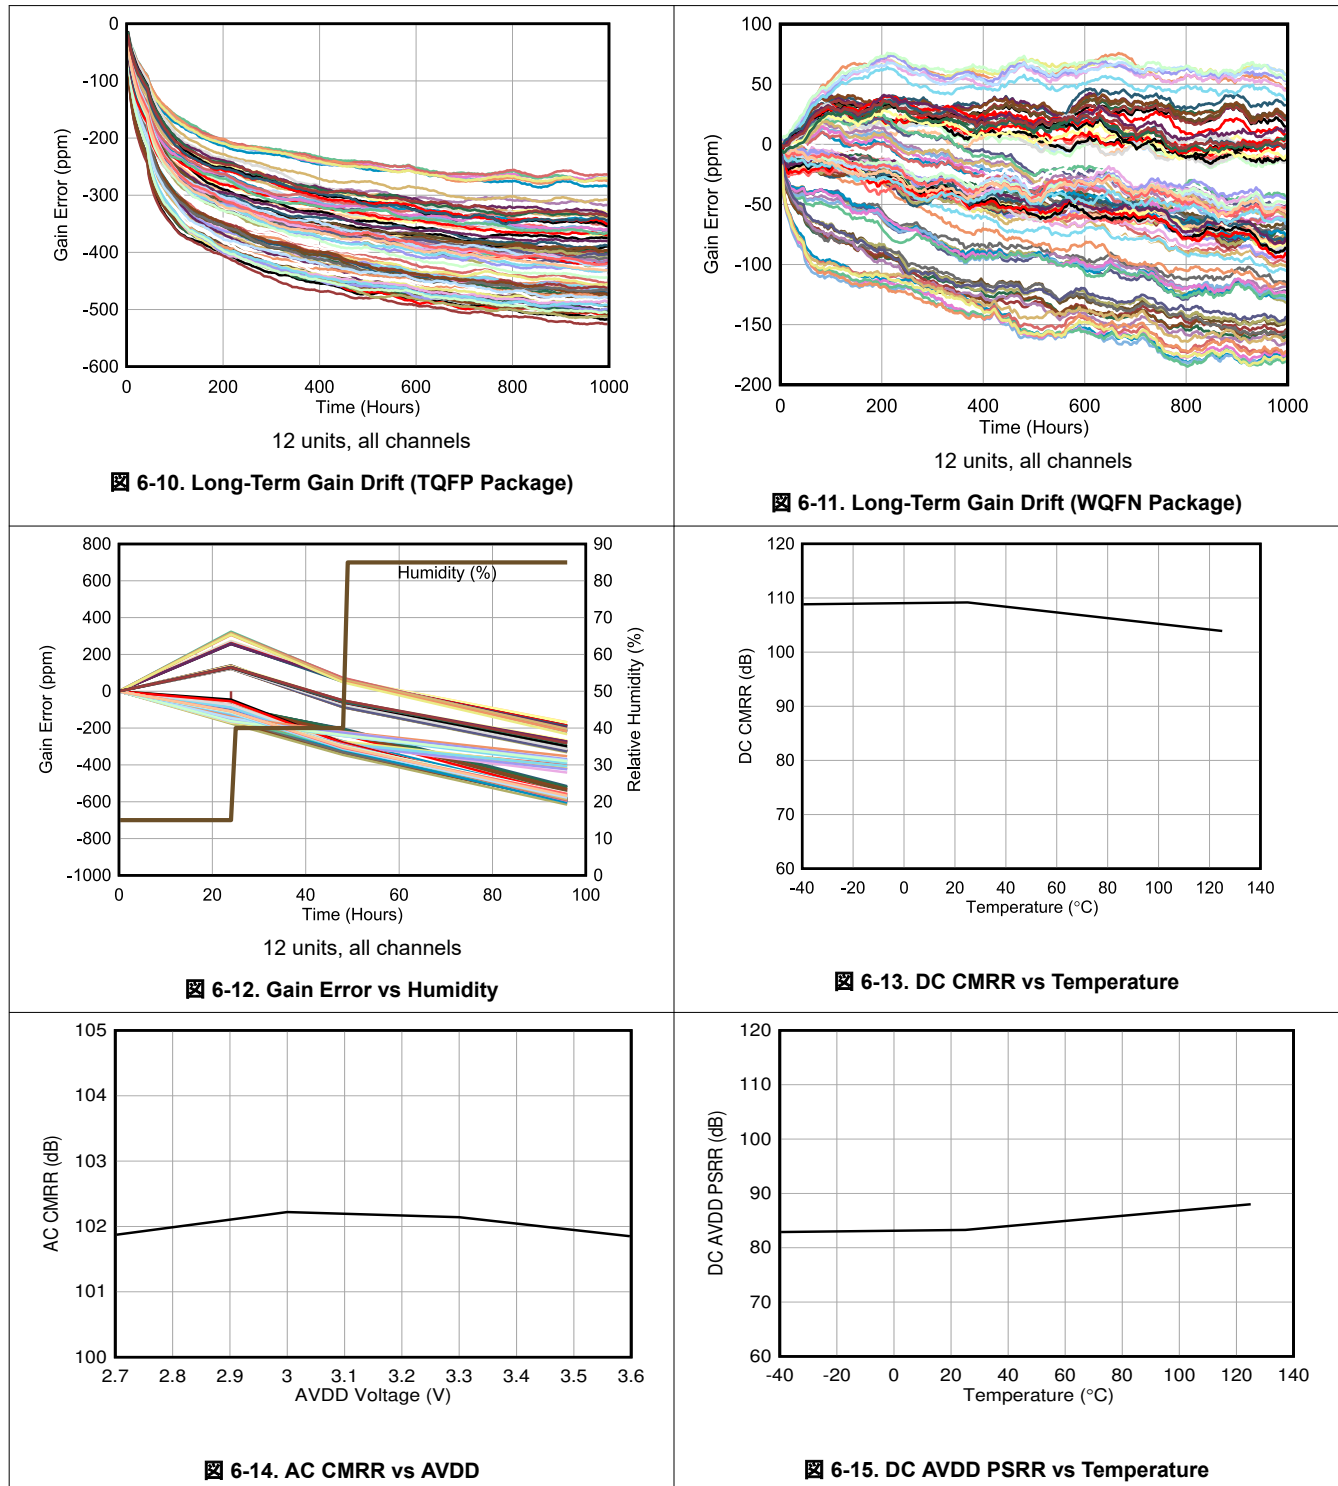 0
-100
-200
-300
-400
-500
-600
Gain Error (ppm)
0 200 400 600 800 1000
Time (Hours)
12 units, all channels
図 6-10. Long-Term Gain Drift (TQFP Package)
100
50
0
-50
-100
-150
-200
Gain Error (ppm)
0 200 400 600 800 1000
Time (Hours)
12 units, all channels
図 6-11. Long-Term Gain Drift (WQFN Package)
800
600
400
200
0
-200
-400
-600
-800
-1000
Gain Error (ppm)
Humidity (%)
90
80
70
60
50
40
30
20
10
0
Relative Humidity (%)
0 20 40 60 80 100
Time (Hours)
12 units, all channels
図 6-12. Gain Error vs Humidity
120
110
100
90
80
70
60
DC CMRR (dB)
-40 -20 0 20 40 60 80 100 120 140
Temperature (°C)
図 6-13. DC CMRR vs Temperature
105
104
103
102
101
100
AC CMRR (dB)
2.7 2.8 2.9 3 3.1 3.2 3.3 3.4 3.5 3.6
AVDD Voltage (V)
図 6-14. AC CMRR vs AVDD
120
110
100
90
80
70
60
DC AVDD PSRR (dB)
-40 -20 0 20 40 60 80 100 120 140
Temperature (°C)
図 6-15. DC AVDD PSRR vs Temperature